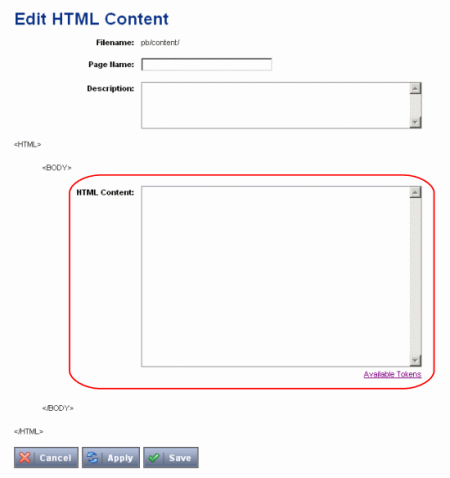 Edit HTML Content
Filename: pb/content/
Page Name:
Description:
<HTML>
<BODY>
HTML Content:
Available Tokens
</BODY>
</HTML>
Cancel Apply Save